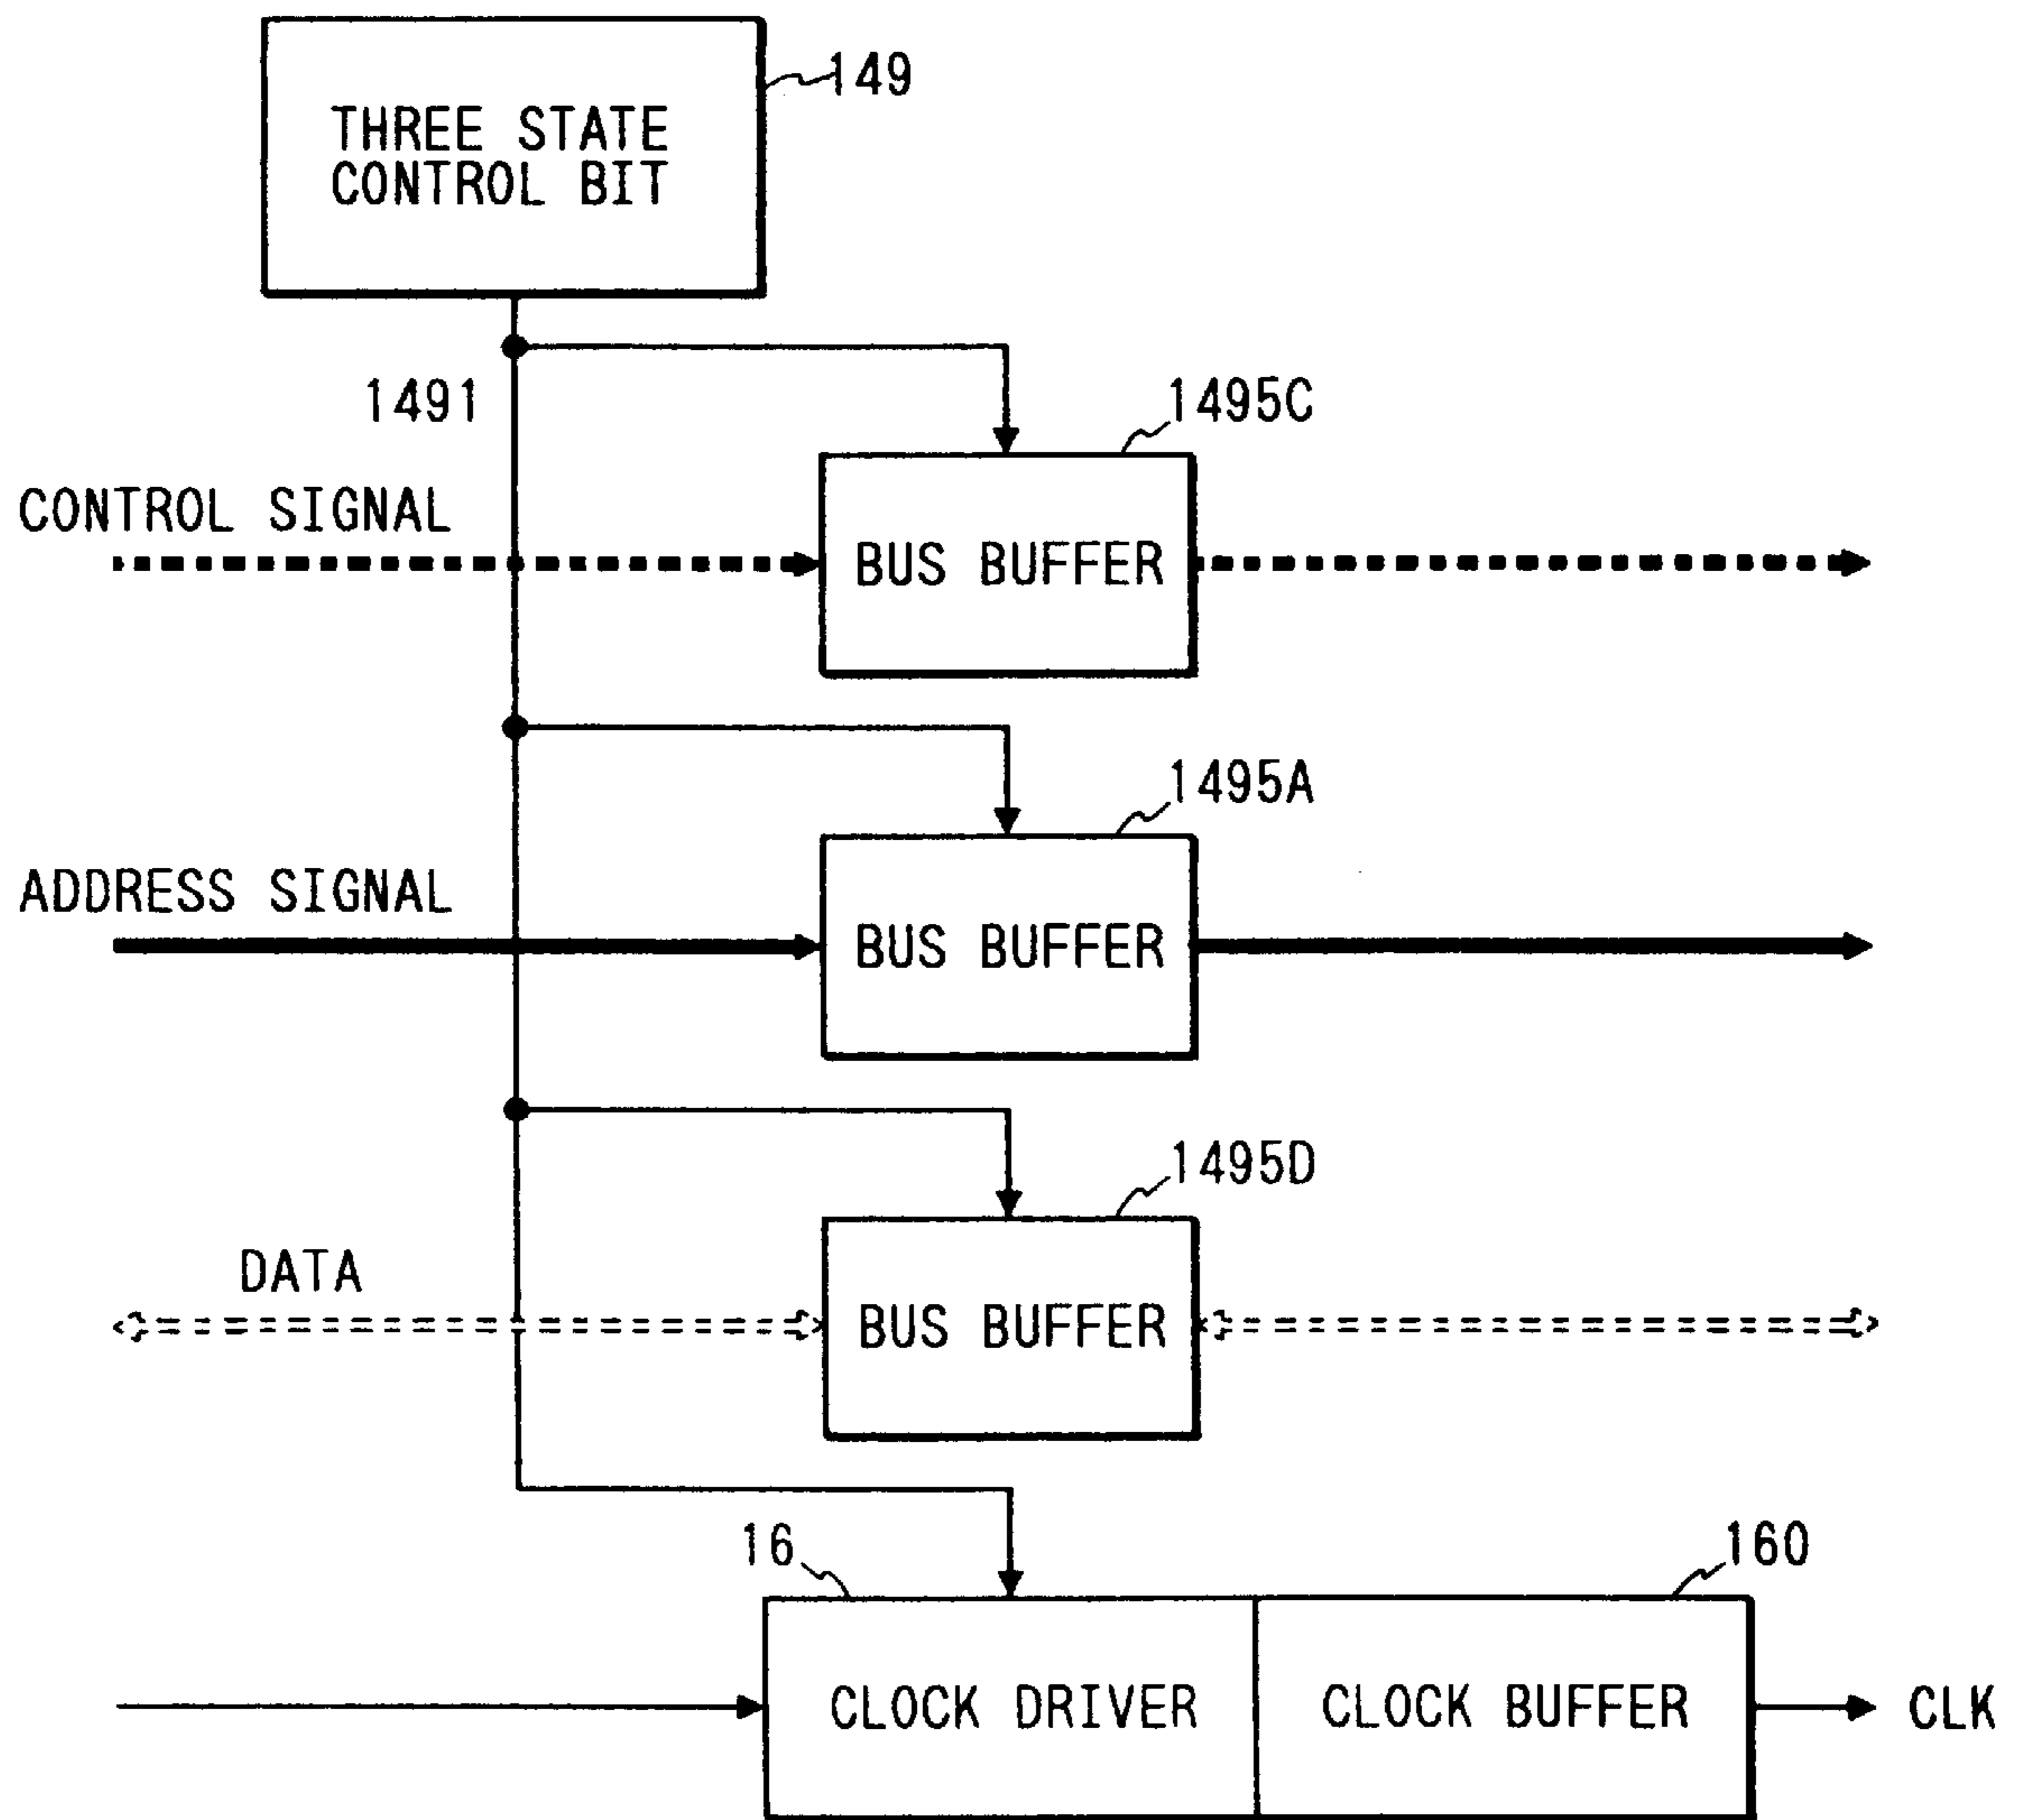 149
THREE STATE
CONTROL BIT
1491
1495C
CONTROL SIGNAL
BUS BUFFER
1495A
ADDRESS SIGNAL
BUS BUFFER
1495D
DATA
BUS BUFFER
16
160
CLOCK DRIVER
CLOCK BUFFER
CLK